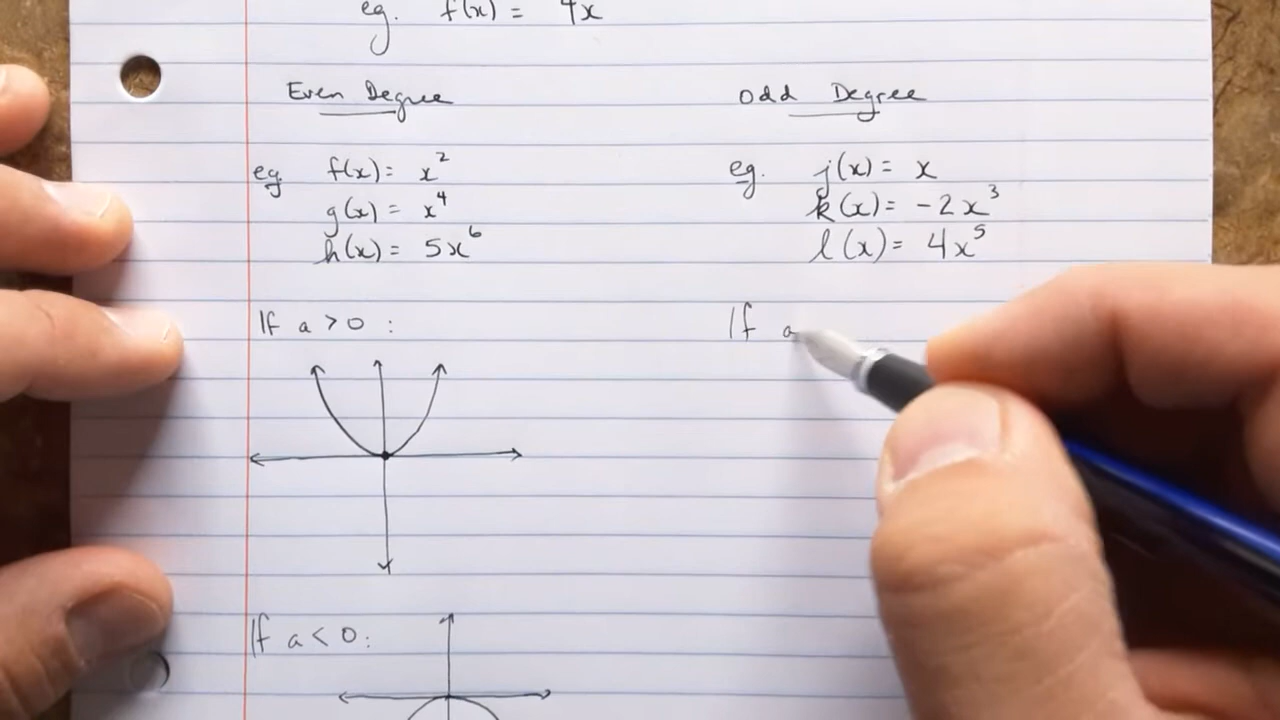 eg. f(x) = 4x
Even Degree
eg. f(x) = x²
g(x) = x⁴
h(x) = 5x⁶
If a > 0 :
If a < 0 :
Odd Degree
eg. j(x) = x
k(x) = -2x³
l(x) = 4x⁵
If a